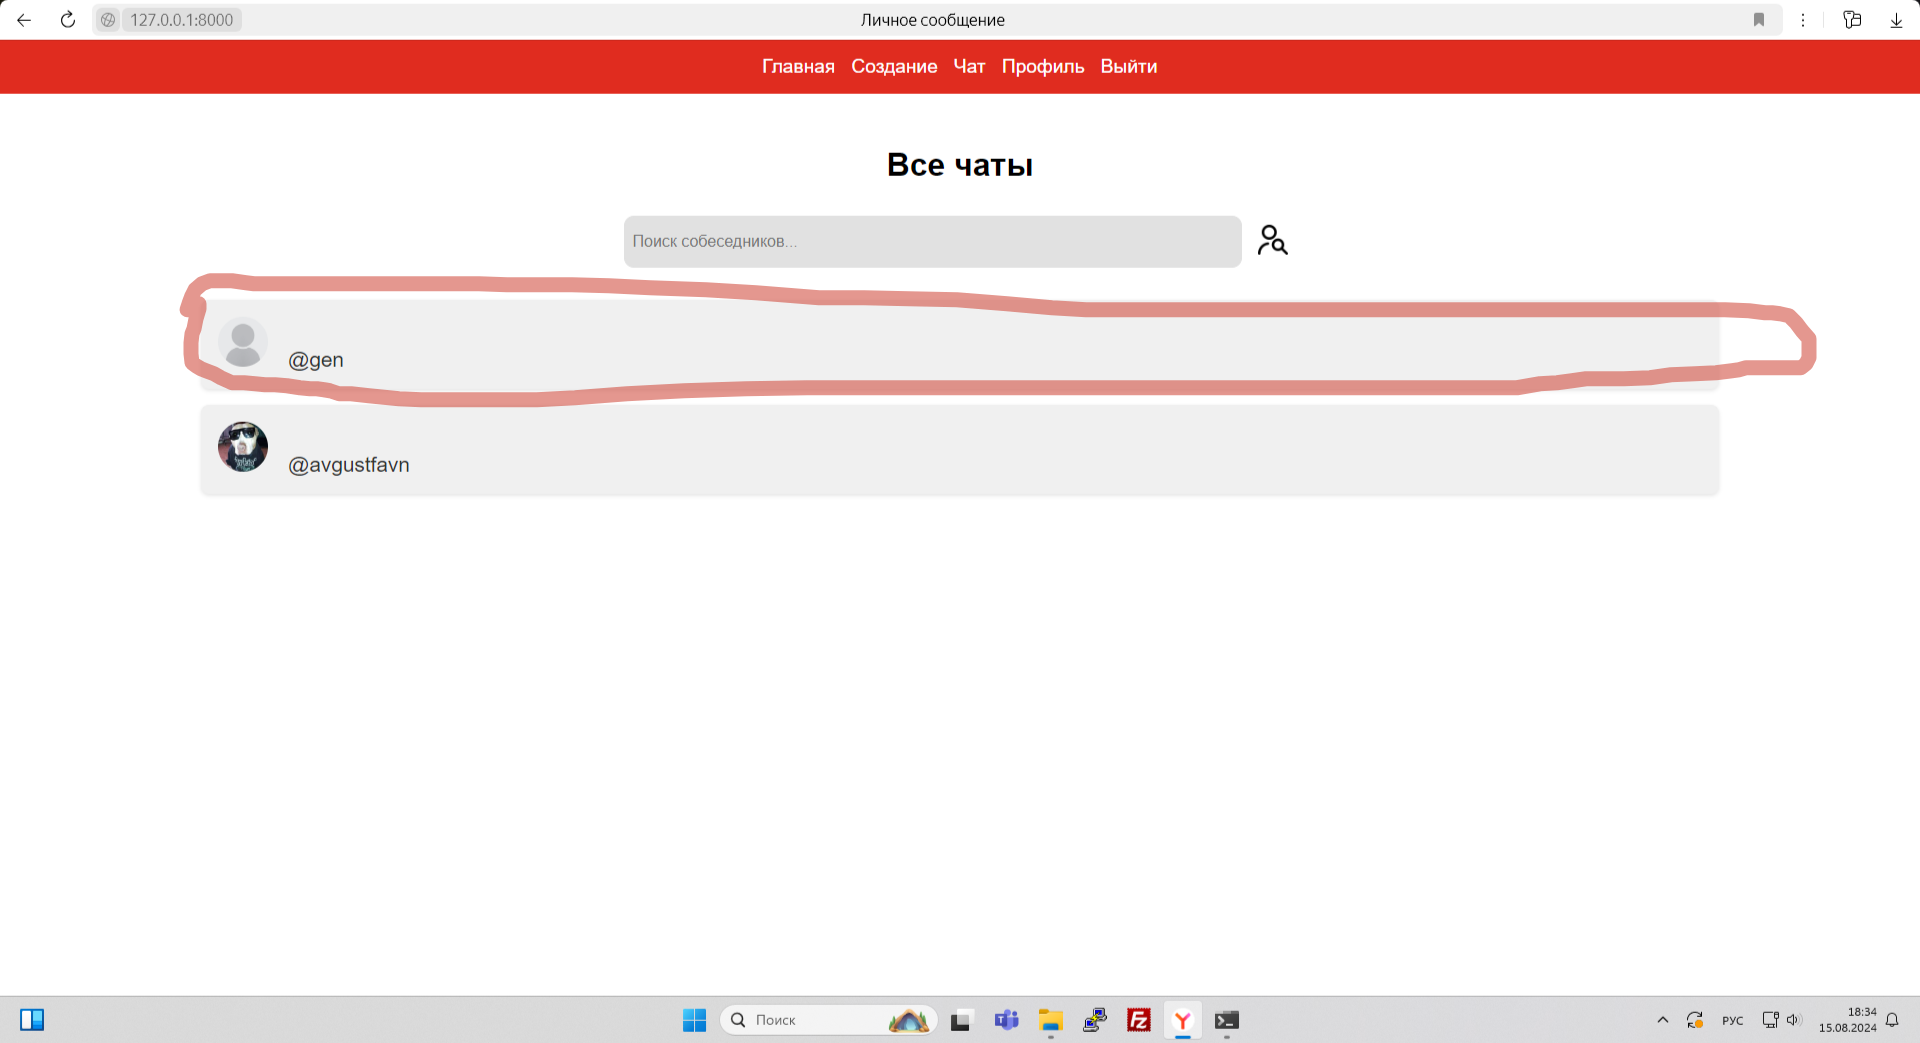 127.0.0.1:8000
Личное сообщение
Главная Создание Чат Профиль Выйти
Все чаты
Поиск собеседников...
@gen
@avgustfavn
Поиск
РУС
18:34
15.08.2024